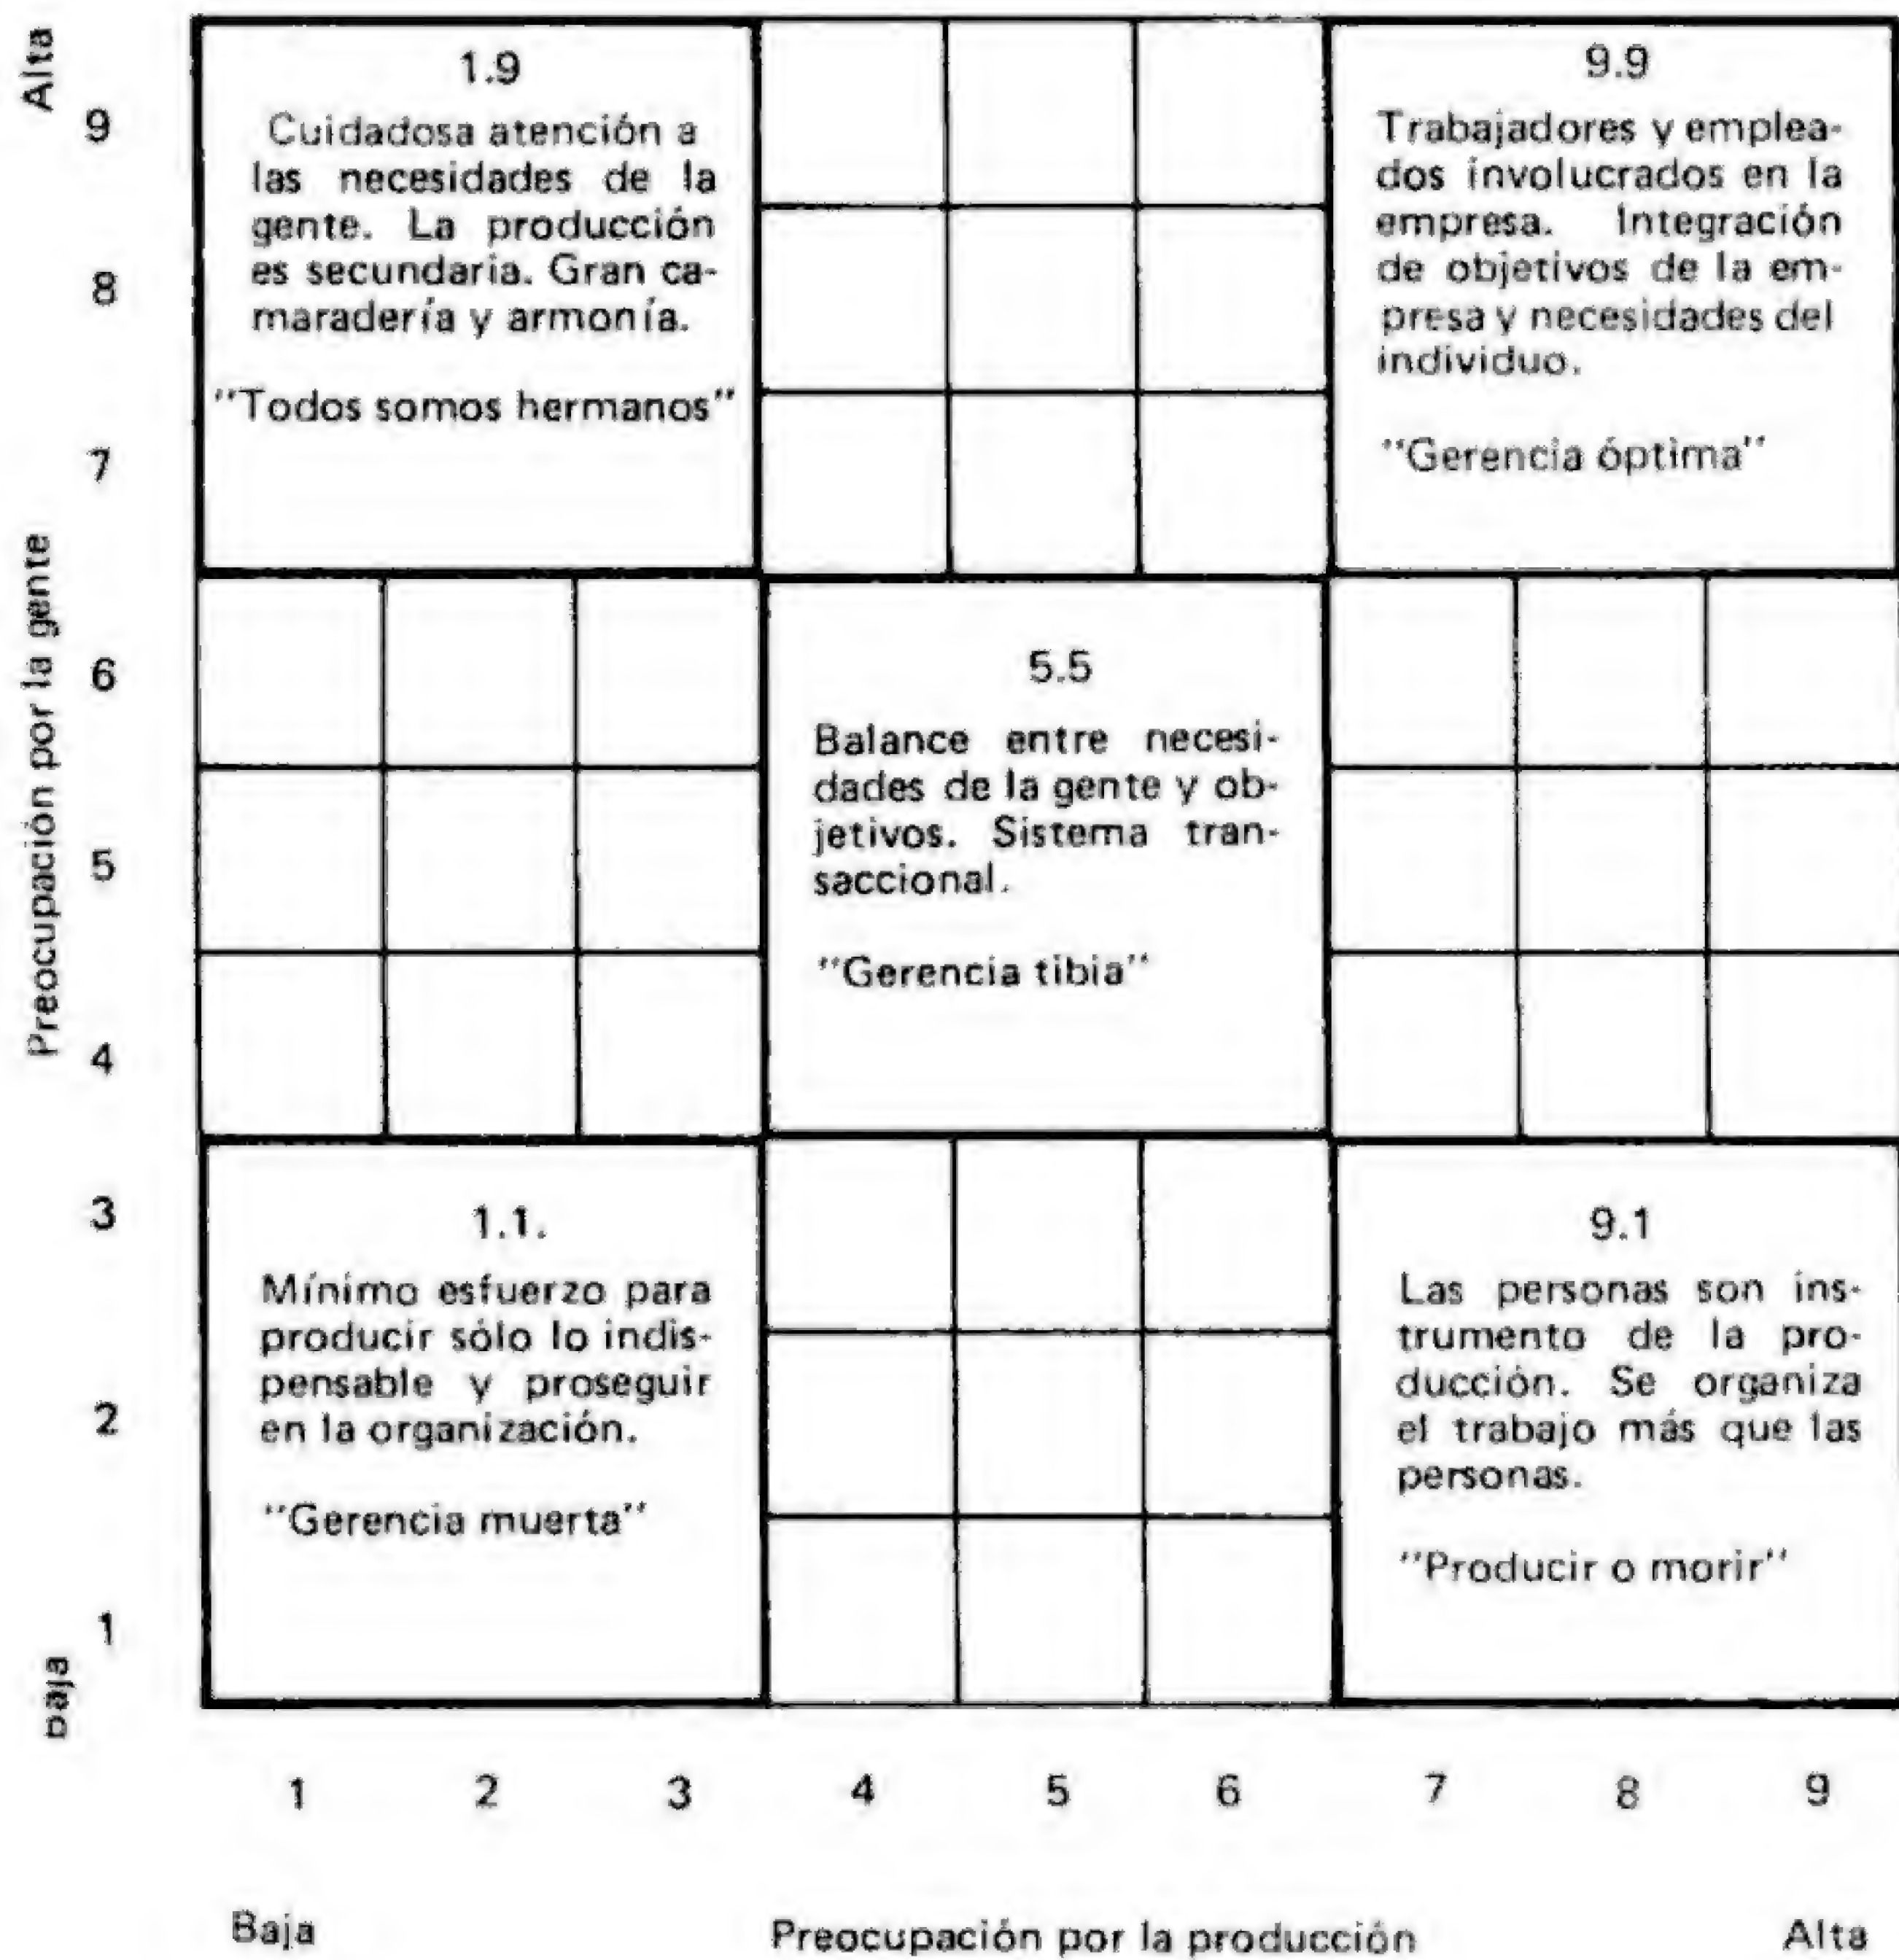 Alta
9
8
7
6
5
4
3
2
1
baja
Preocupación por la gente
1.9
Cuidadosa atención a
las necesidades de la
gente. La producción
es secundaria. Gran ca-
maradería y armonía.
"Todos somos hermanos"
9.9
Trabajadores y emplea-
dos involucrados en la
empresa. Integración
de objetivos de la em-
presa y necesidades del
individuo.
"Gerencia óptima"
5.5
Balance entre necesi-
dades de la gente y ob-
jetivos. Sistema tran-
saccional.
"Gerencia tibia"
1.1.
Mínimo esfuerzo para
producir sólo lo indis-
pensable y proseguir
en la organización.
"Gerencia muerta"
9.1
Las personas son ins-
trumento de la pro-
ducción. Se organiza
el trabajo más que las
personas.
"Producir o morir"
1 2 3 4 5 6 7 8 9
Baja Preocupación por la producción Alta